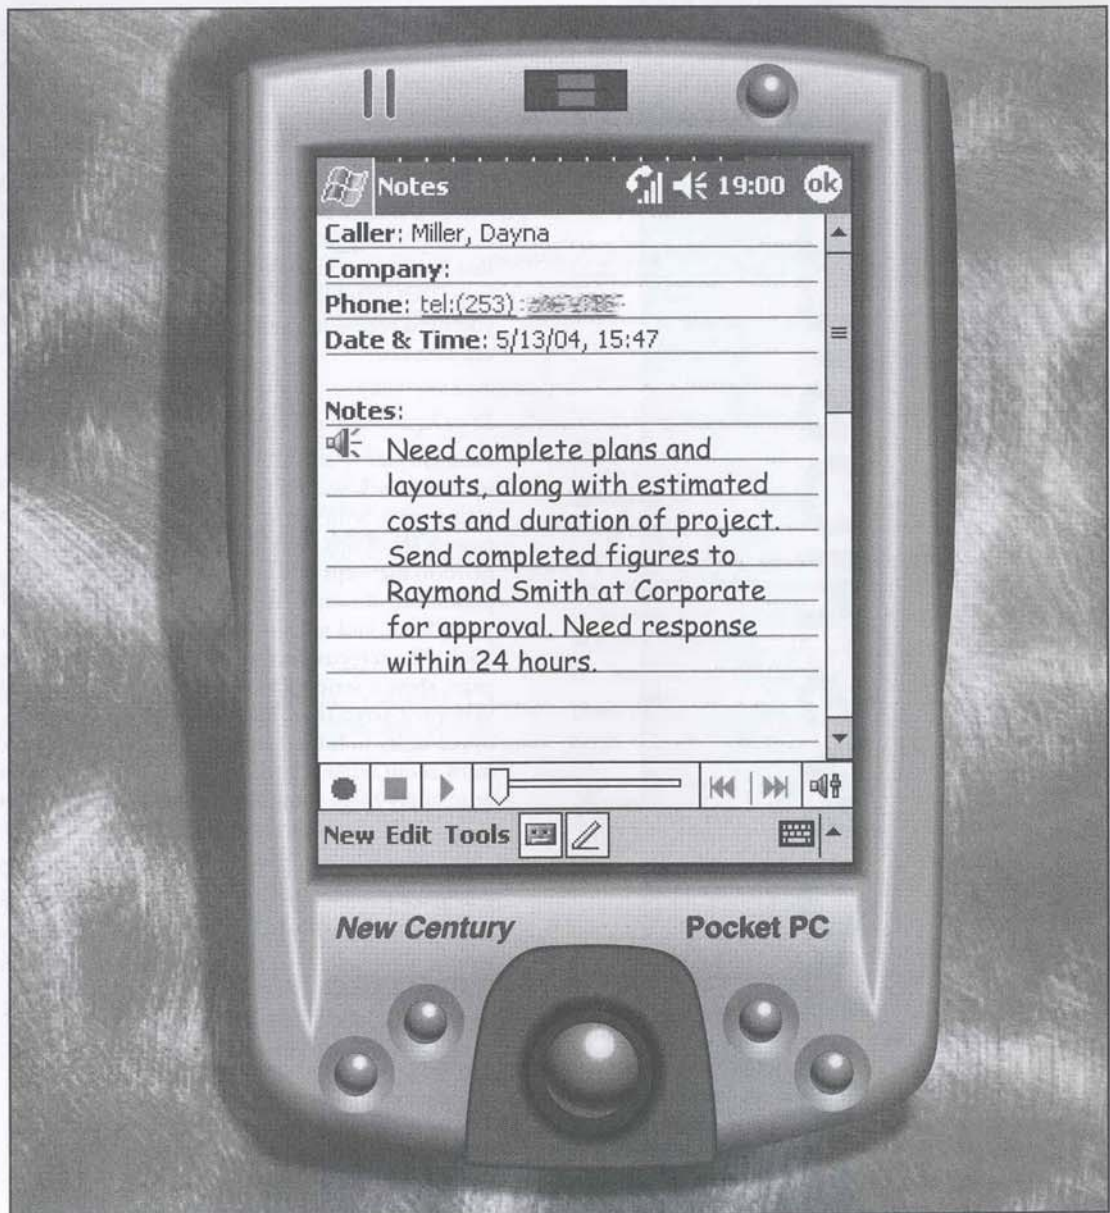 Notes 19:00 ok
Caller: Miller, Dayna
Company:
Phone: tel:(253)
Date & Time: 5/13/04, 15:47
Notes:
Need complete plans and
layouts, along with estimated
costs and duration of project.
Send completed figures to
Raymond Smith at Corporate
for approval. Need response
within 24 hours.
New Edit Tools
New Century Pocket PC